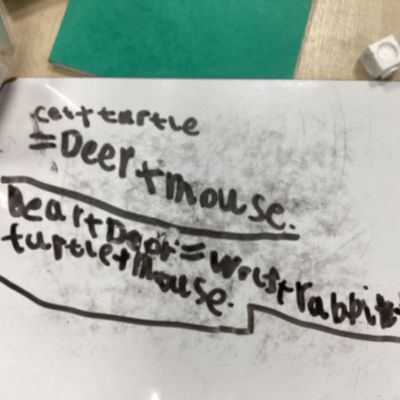 cat+turtle
=Deer+mouse.
Bear+Deer=wolf+rabbit+
turtle+mouse.